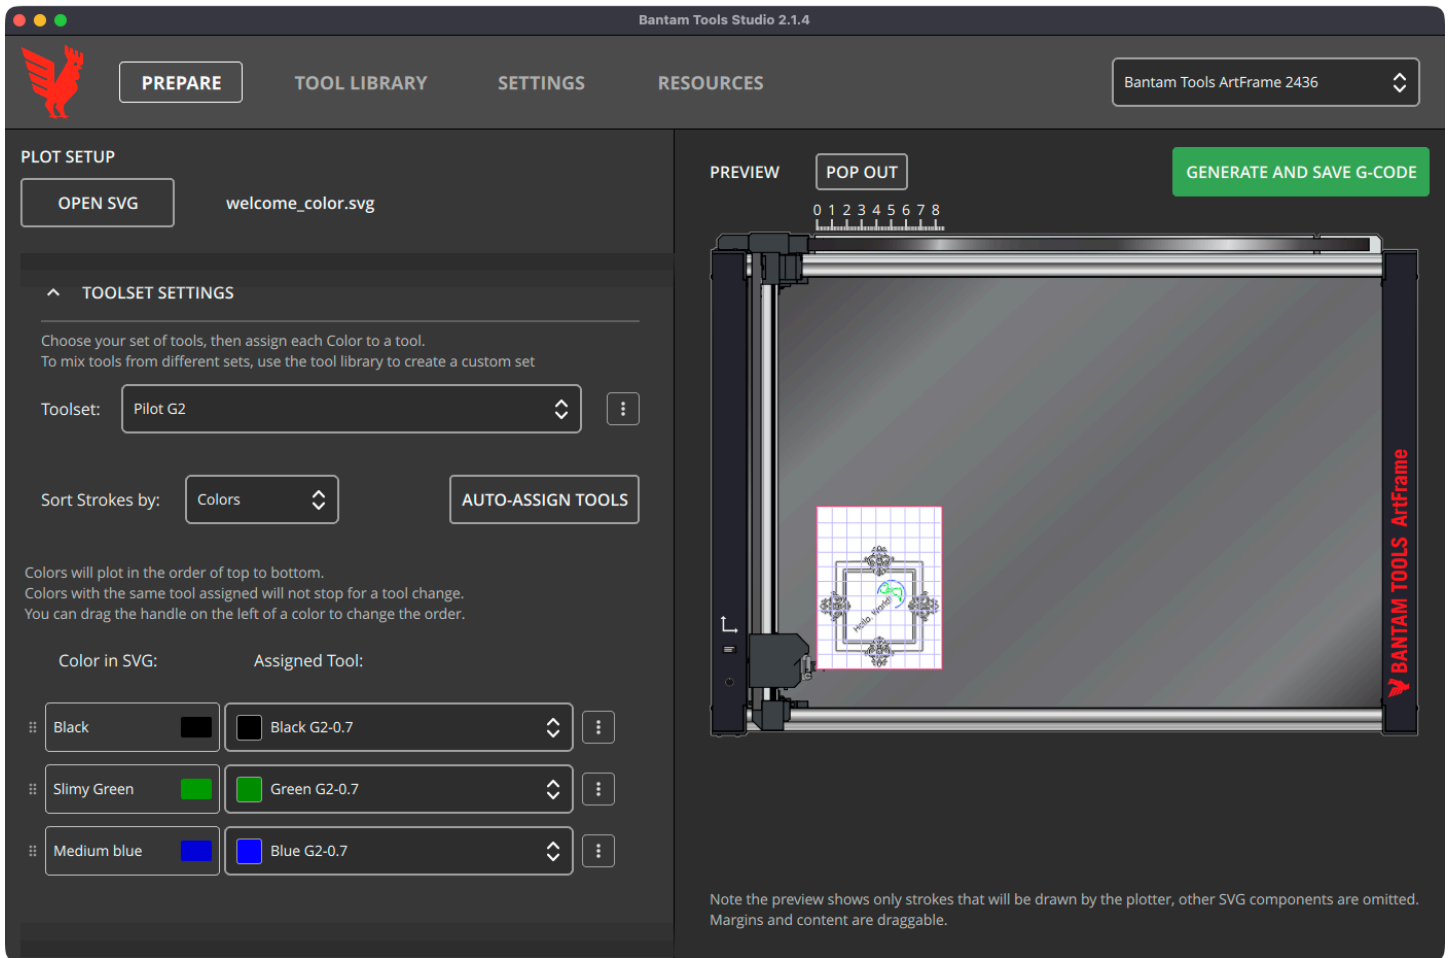 Bantam Tools Studio 2.1.4
PREPARE
TOOL LIBRARY
SETTINGS
RESOURCES
Bantam Tools ArtFrame 2436
PLOT SETUP
OPEN SVG
welcome_color.svg
TOOLSET SETTINGS
Choose your set of tools, then assign each Color to a tool.
To mix tools from different sets, use the tool library to create a custom set
Toolset:
Pilot G2
Sort Strokes by:
Colors
AUTO-ASSIGN TOOLS
Colors will plot in the order of top to bottom.
Colors with the same tool assigned will not stop for a tool change.
You can drag the handle on the left of a color to change the order.
Color in SVG:
Assigned Tool:
Black
Black G2-0.7
Slimy Green
Green G2-0.7
Medium blue
Blue G2-0.7
PREVIEW
POP OUT
GENERATE AND SAVE G-CODE
0 1 2 3 4 5 6 7 8
Hello, World!
BANTAM TOOLS ArtFrame
Note the preview shows only strokes that will be drawn by the plotter, other SVG components are omitted.
Margins and content are draggable.